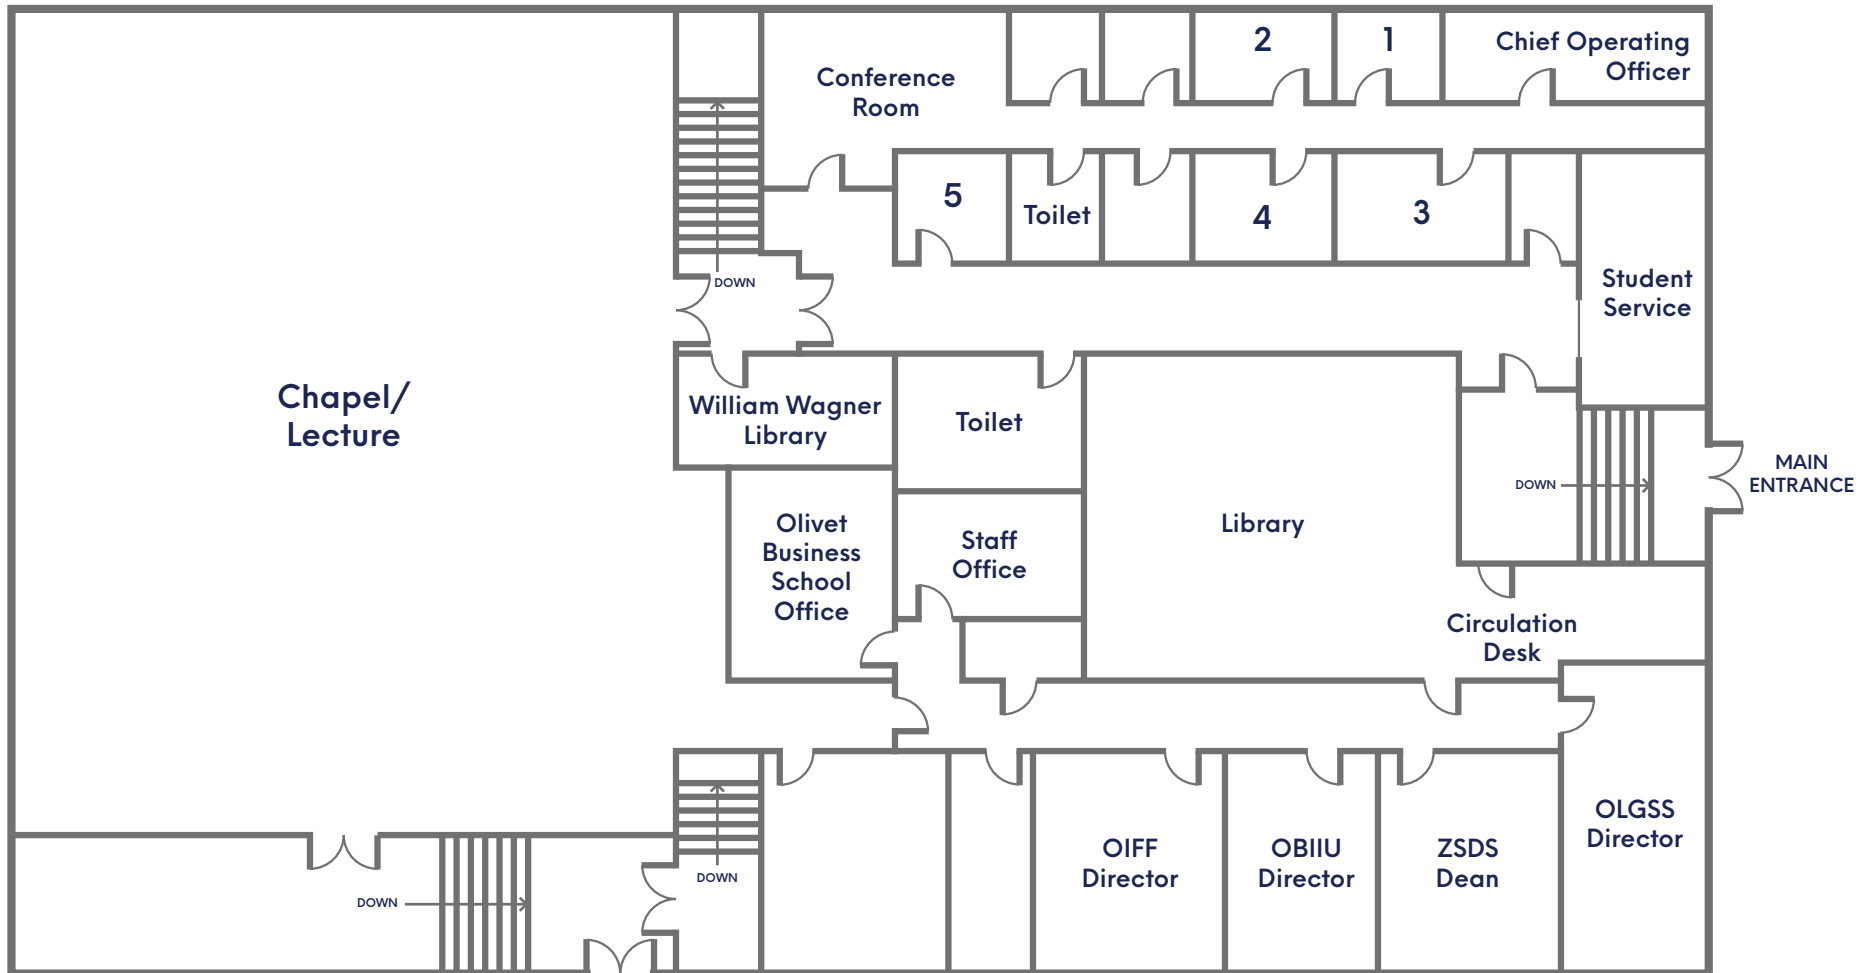 2
1
Chief Operating
Officer
Conference
Room
5
Toilet
4
3
Student
Service
DOWN
Chapel/
Lecture
William Wagner
Library
Toilet
MAIN
ENTRANCE
DOWN
Library
Olivet
Business
School
Office
Staff
Office
Circulation
Desk
OLGSS
Director
OIFF
Director
OBIIU
Director
ZSDS
Dean
DOWN
DOWN